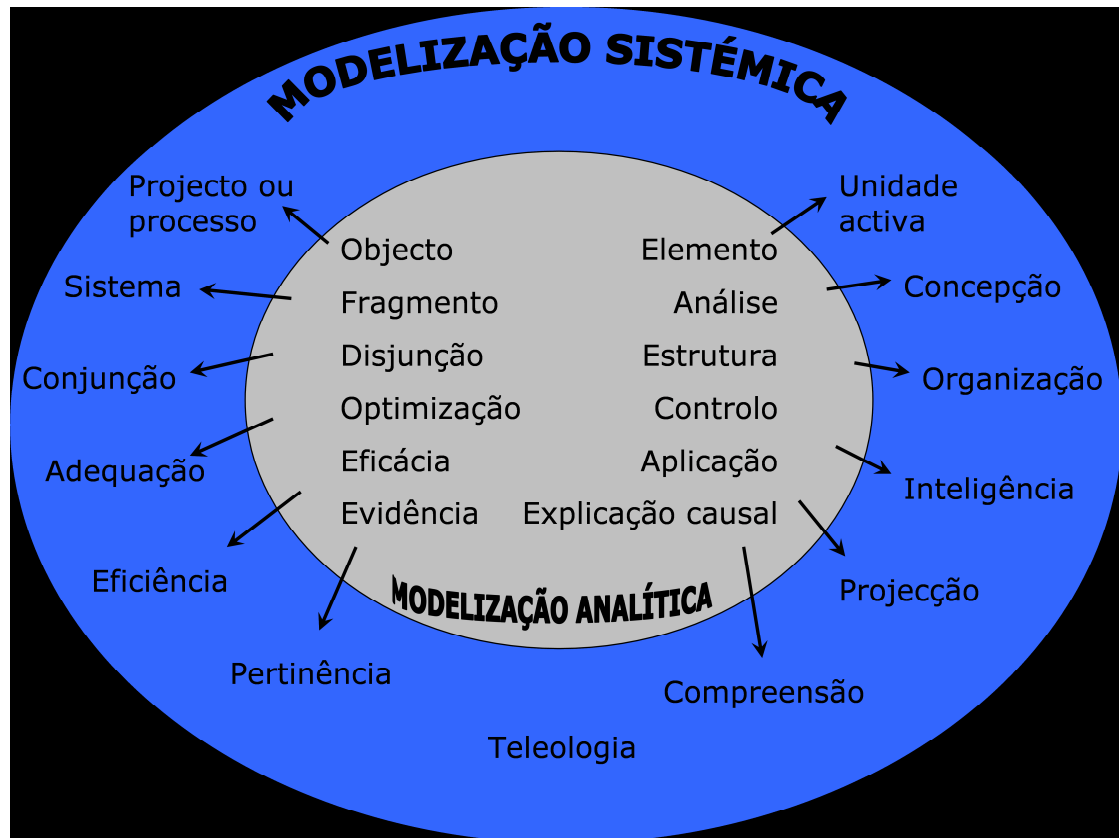 MODELIZAÇÃO SISTÉMICA
Projecto ou
processo
Unidade
activa
Objecto
Elemento
Sistema
Concepção
Fragmento
Análise
Disjunção
Estrutura
Conjunção
Organização
Optimização
Controlo
Adequação
Inteligência
Eficácia
Aplicação
Evidência
Explicação causal
Eficiência
Projecção
MODELIZAÇÃO ANALÍTICA
Pertinência
Compreensão
Teleologia